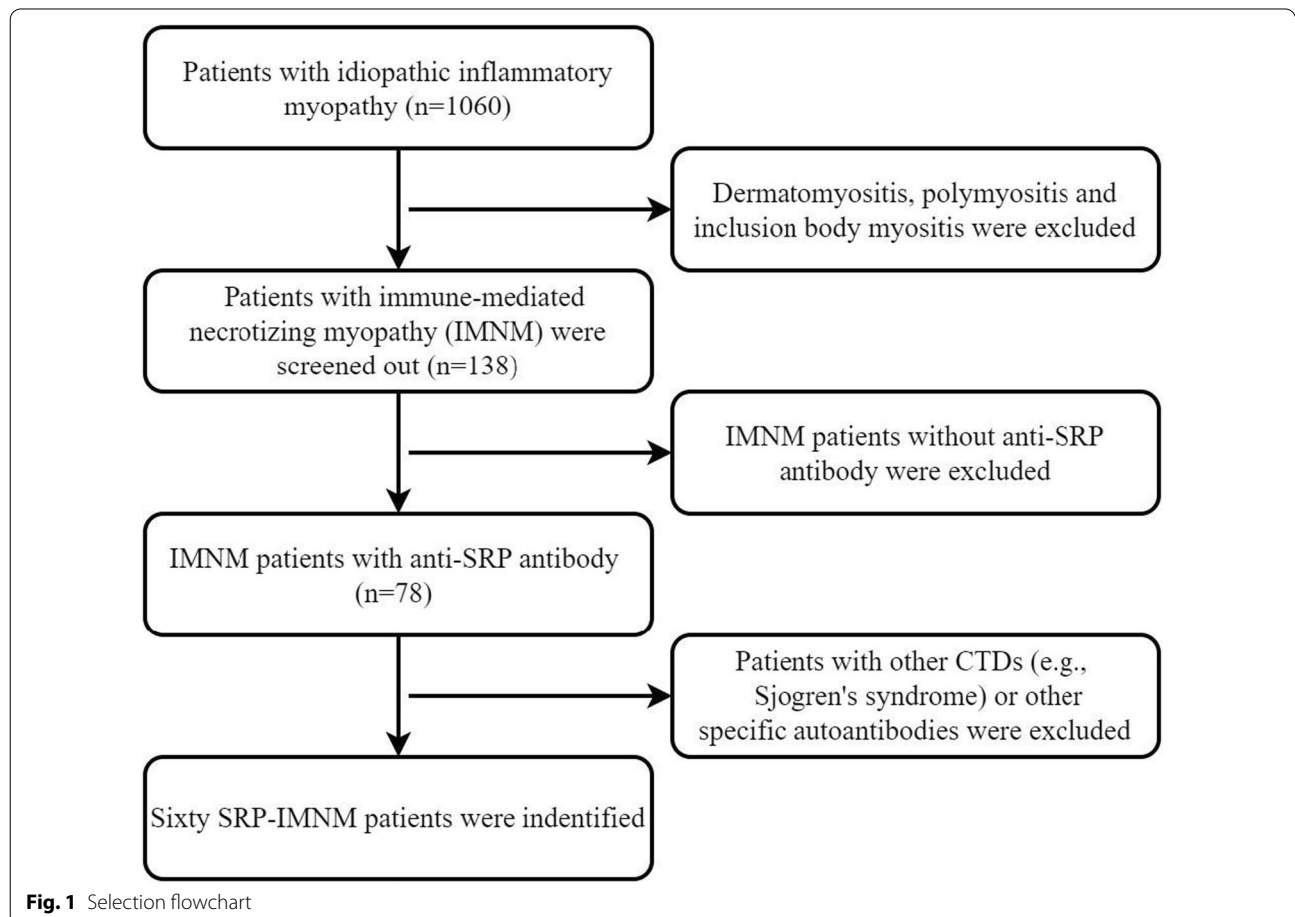 Patients with idiopathic inflammatory
myopathy (n=1060)
Dermatomyositis, polymyositis and
inclusion body myositis were excluded
Patients with immune-mediated
necrotizing myopathy (IMNM) were
screened out (n=138)
IMNM patients without anti-SRP
antibody were excluded
IMNM patients with anti-SRP antibody
(n=78)
Patients with other CTDs (e.g.,
Sjogren's syndrome) or other
specific autoantibodies were excluded
Sixty SRP-IMNM patients were indentified
Fig. 1 Selection flowchart